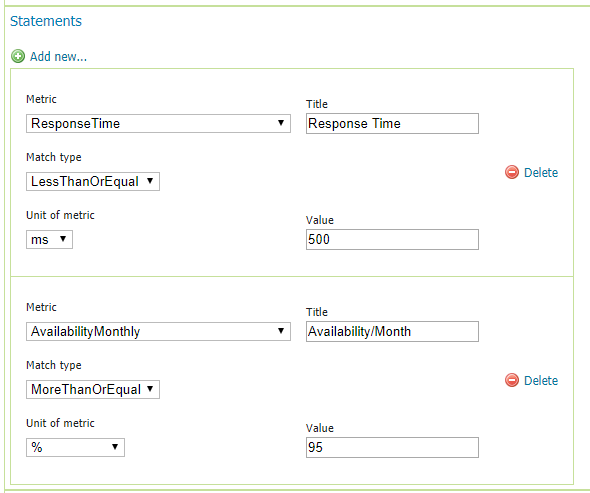 Statements
Add new...
Metric
Title
ResponseTime
Response Time
Match type
LessThanOrEqual
Delete
Unit of metric
Value
ms
500
Metric
Title
AvailabilityMonthly
Availability/Month
Match type
MoreThanOrEqual
Delete
Unit of metric
Value
%
95